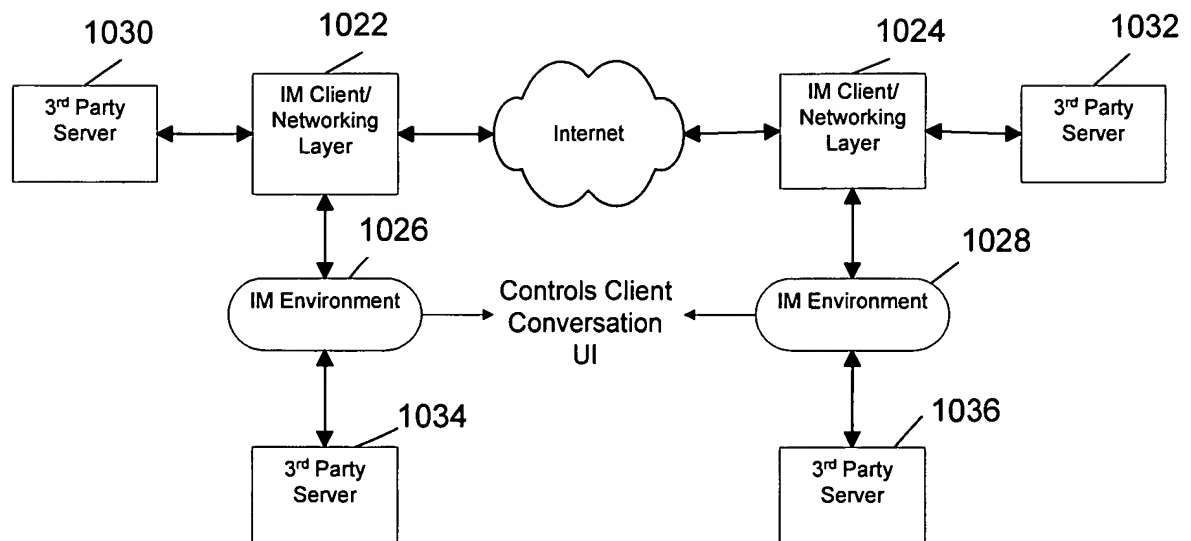 1030
1022
1024
1032
3rd Party
Server
IM Client/
Networking
Layer
Internet
IM Client/
Networking
Layer
3rd Party
Server
1026
1028
IM Environment
Controls Client
Conversation
UI
IM Environment
1034
1036
3rd Party
Server
3rd Party
Server